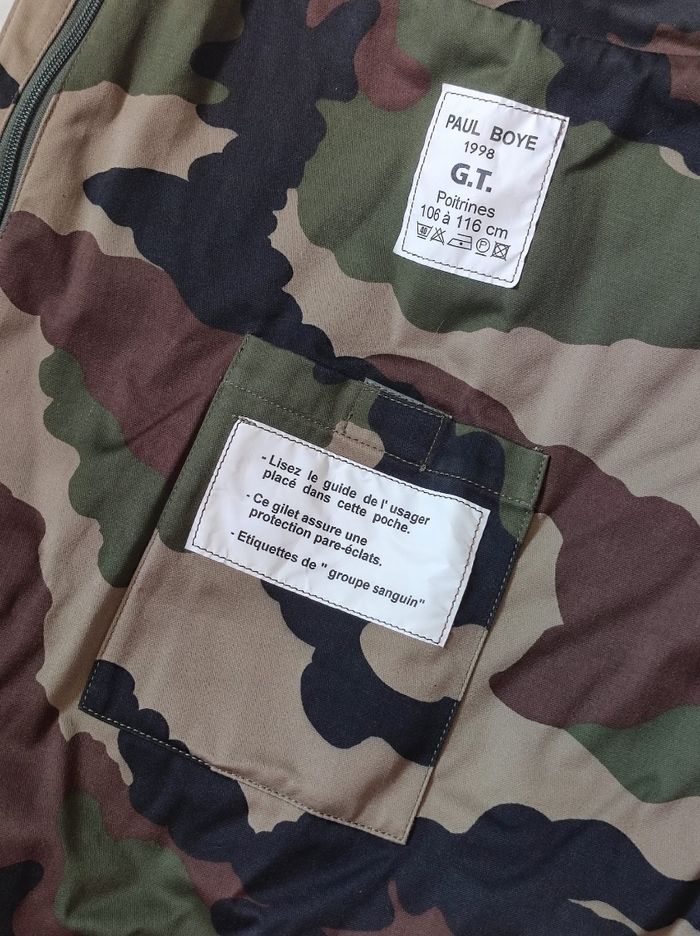 PAUL BOYE
1998
G.T.
Poitrines
106 à 116 cm
40 P
- Lisez le guide de l' usager
placé dans cette poche.
- Ce gilet assure une
protection pare-éclats.
- Etiquettes de " groupe sanguin"